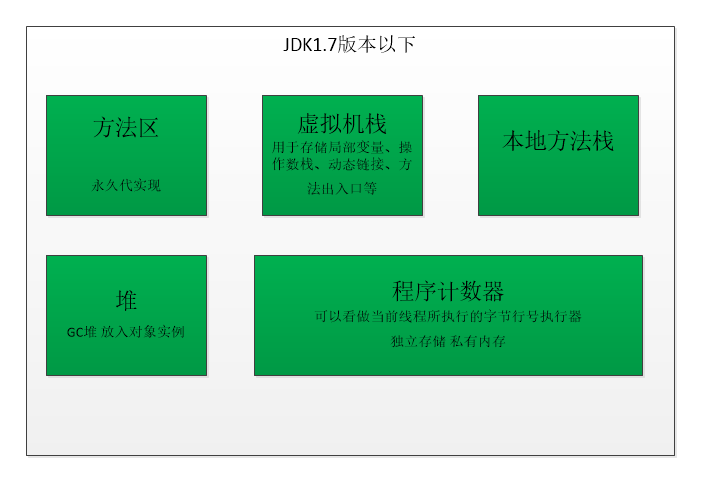 JDK1.7版本以下
方法区
永久代实现
虚拟机栈
用于存储局部变量、操
作数栈、动态链接、方
法出入口等
本地方法栈
堆
GC堆 放入对象实例
程序计数器
可以看做当前线程所执行的字节行号执行器
独立存储 私有内存